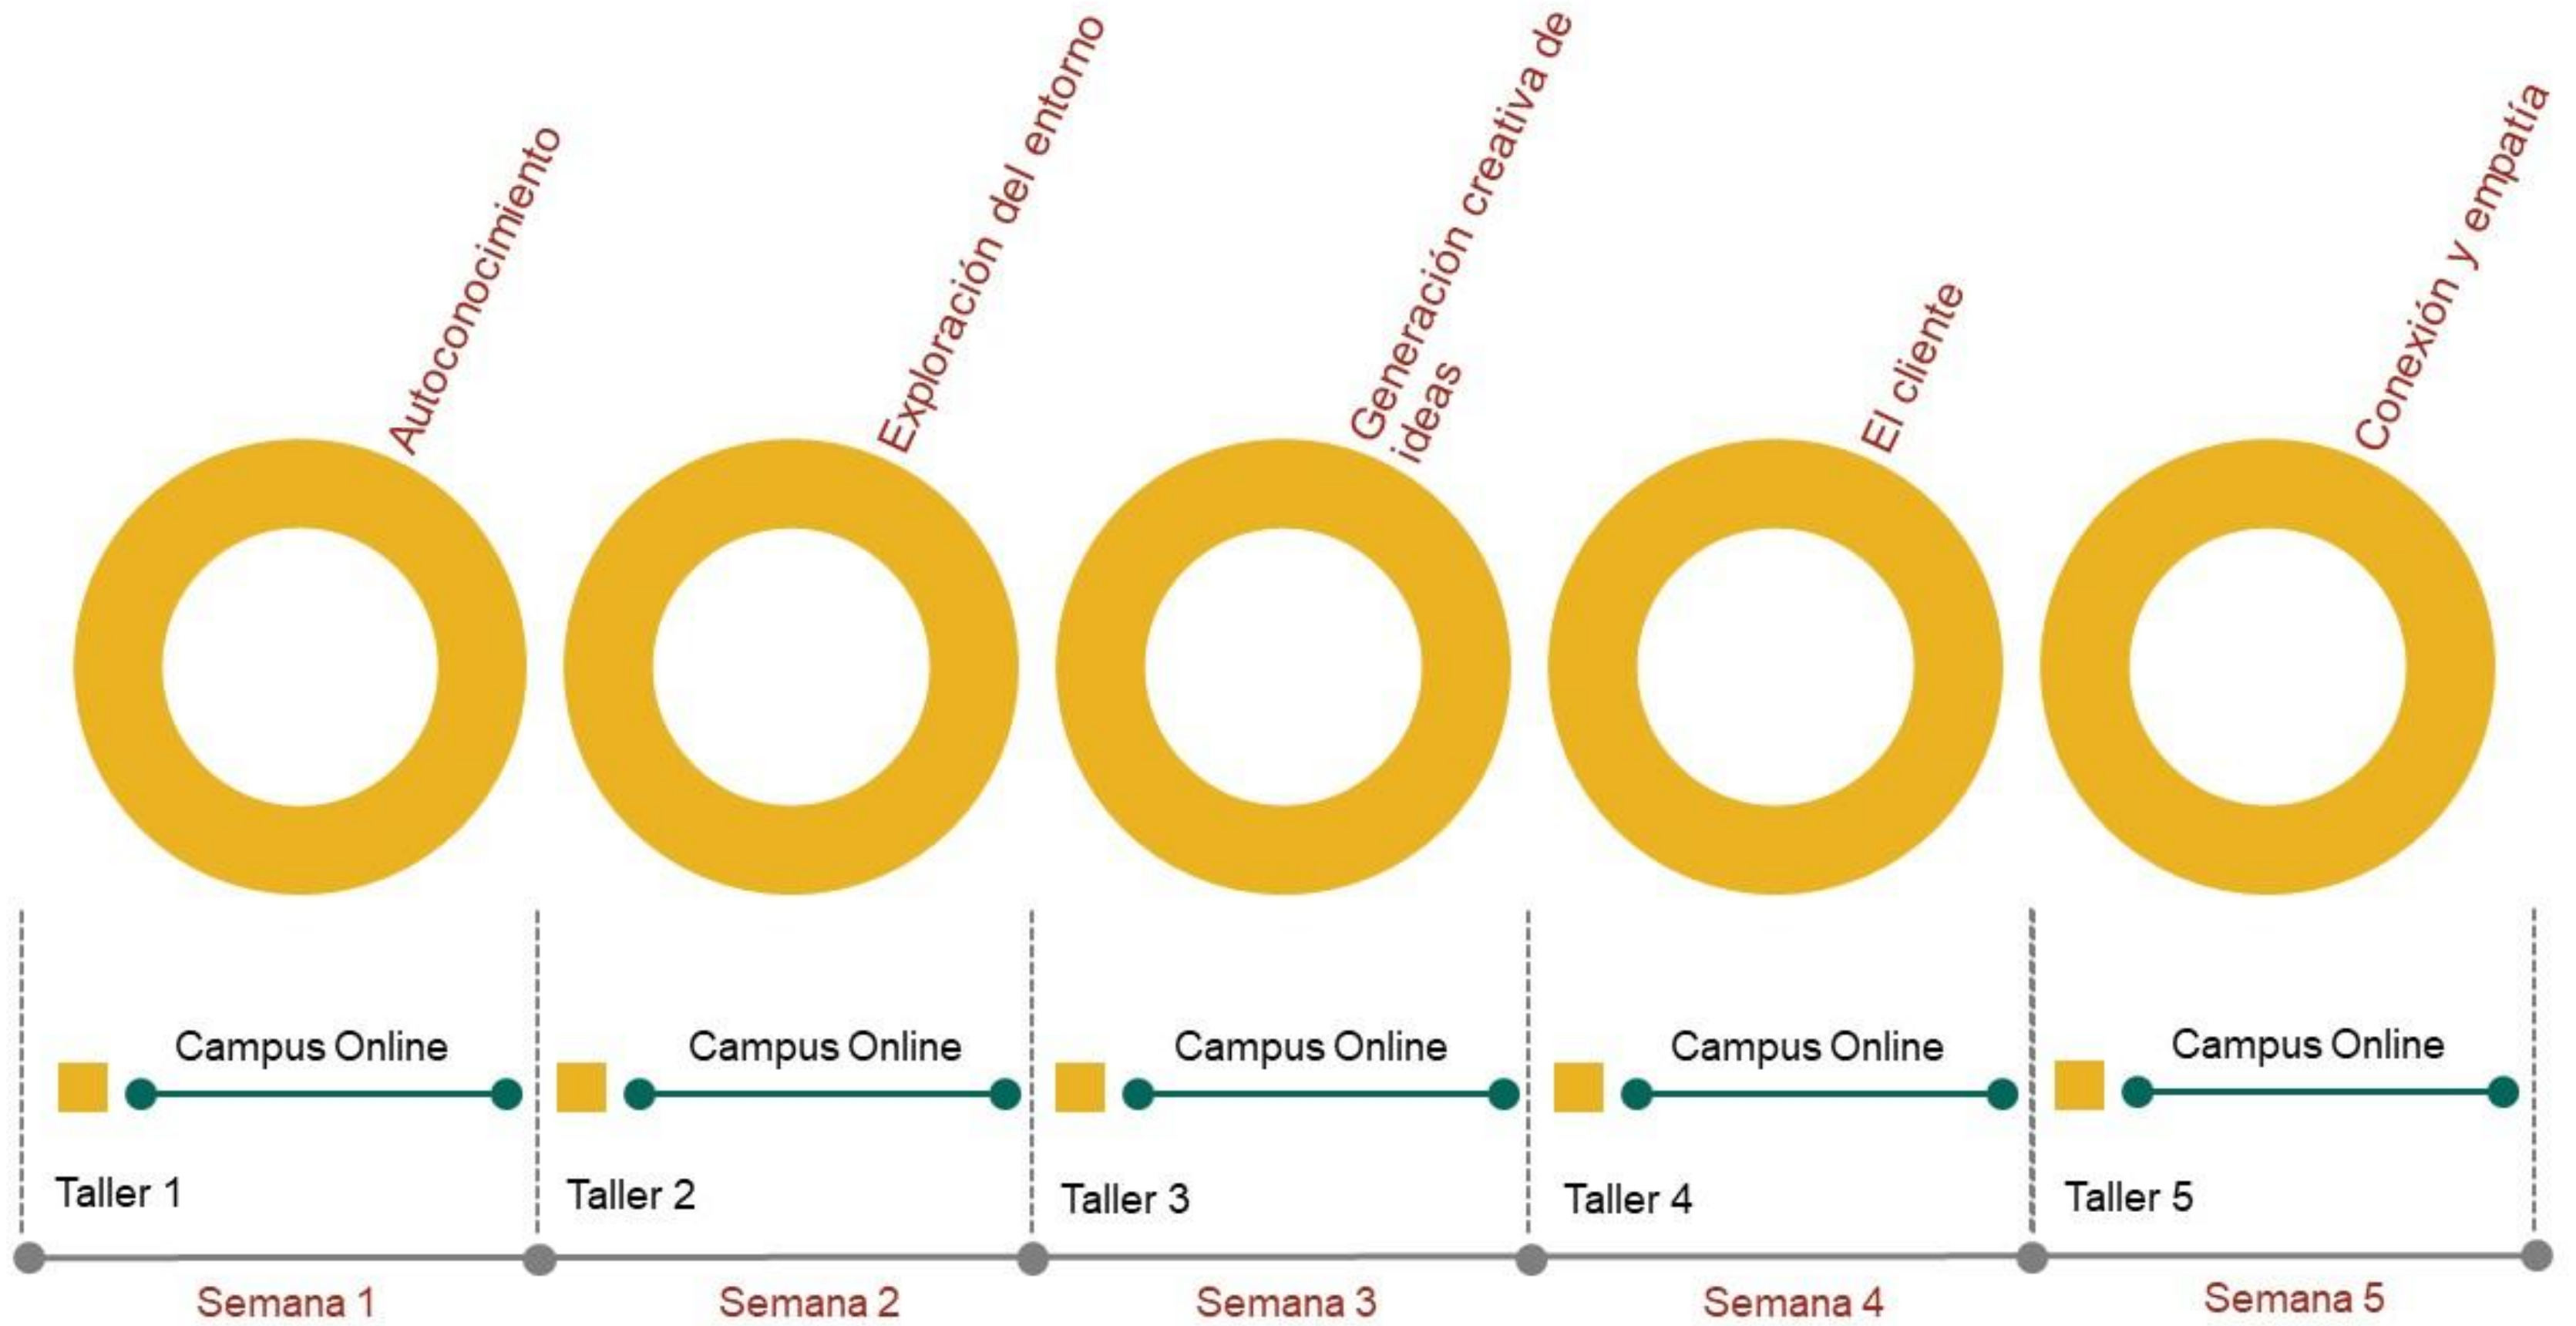 Autoconocimiento
Exploración del entorno
Generación creativa de
ideas
El cliente
Conexión y empatía
Campus Online
Campus Online
Campus Online
Campus Online
Campus Online
Taller 1
Taller 2
Taller 3
Taller 4
Taller 5
Semana 1
Semana 2
Semana 3
Semana 4
Semana 5